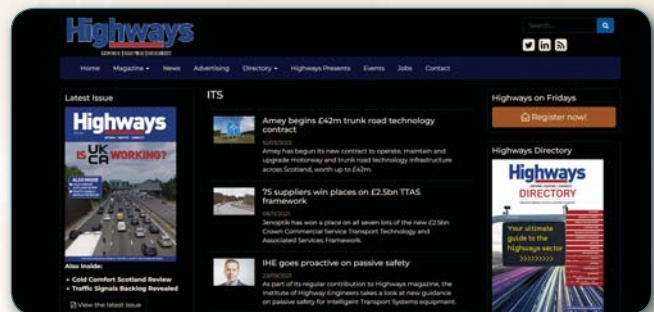 Highways
Search...
Home
Magazine
News
Advertising
Directory
Highways Presents
Events
Jobs
Contact
Latest Issue
Highways
IS UK CA WORKING?
ALSO INSIDE
Also Inside:
• Cold Comfort Scotland Review
• Traffic Signals Backlog Revealed
View the latest issue
ITS
Amey begins £42m trunk road technology
contract
Amey has begun its new contract to operate, maintain and
upgrade motorway and trunk road technology infrastructure
across Scotland, worth up to £42m.
75 suppliers win places on £2.5bn TTAS
framework
Jenoptik has won a place on all seven lots of the new £2.5bn
Crown Commercial Service Transport Technology and
Associated Services Framework.
IHE goes proactive on passive safety
As part of its regular contribution to Highways magazine, the
Institute of Highway Engineers takes a look at new guidance
on passive safety for Intelligent Transport Systems equipment.
Highways on Fridays
Register now!
Highways Directory
Highways
DIRECTORY
Your ultimate
guide to the
highways sector
>>>>>>>>>>